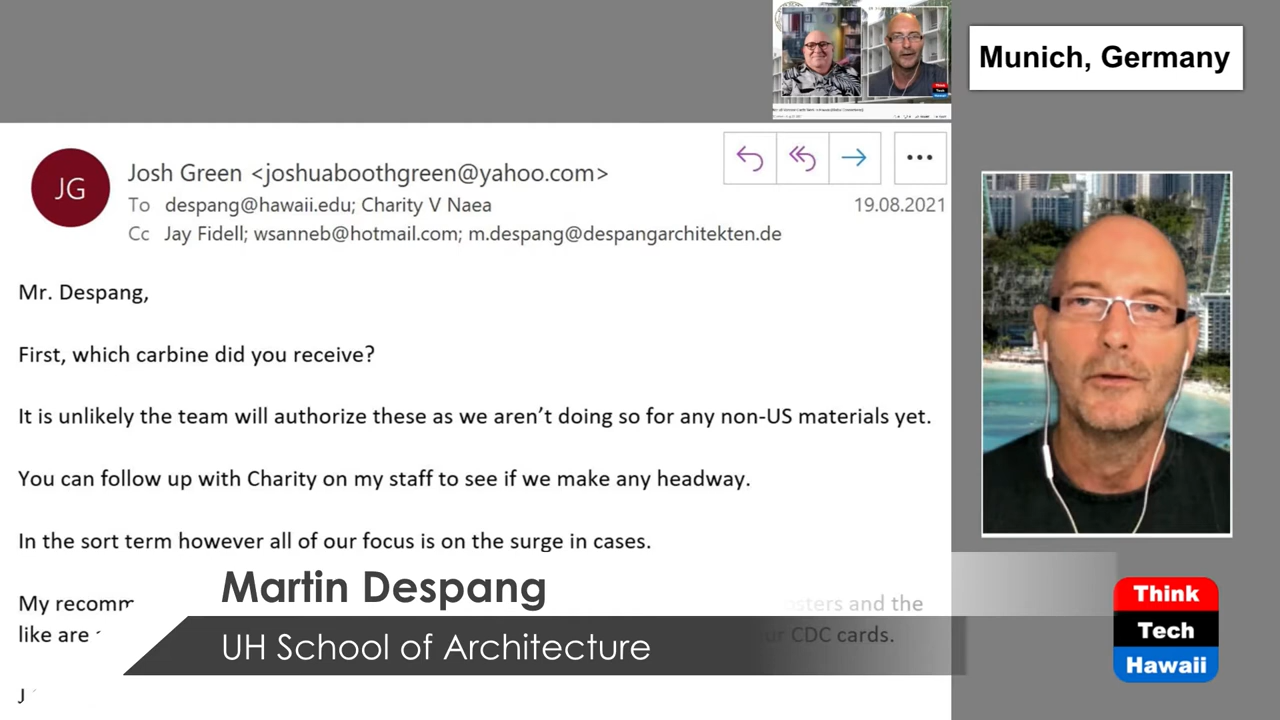 Munich, Germany
JG
Josh Green <joshuaboothgreen@yahoo.com>
To despang@hawaii.edu; Charity V Naea
19.08.2021
Cc Jay Fidell; wsanneb@hotmail.com; m.despang@despangarchitekten.de
Mr. Despang,
First, which carbine did you receive?
It is unlikely the team will authorize these as we aren't doing so for any non-US materials yet.
You can follow up with Charity on my staff to see if we make any headway.
In the sort term however all of our focus is on the surge in cases.
My and the
like are CDC cards.
J
Martin Despang
UH School of Architecture
Think
Tech
Hawaii